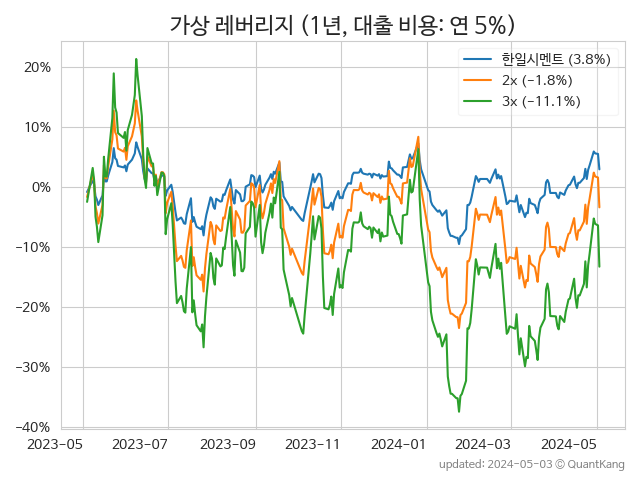 가상 레버리지 (1년, 대출 비용: 연 5%)
한일시멘트 (3.8%)
2x (−1.8%)
3x (−11.1%)
20%
10%
0%
−10%
−20%
−30%
−40%
2023-05
2023-07
2023-09
2023-11
2024-01
2024-03
2024-05
updated: 2024-05-03 ⓒ QuantKang